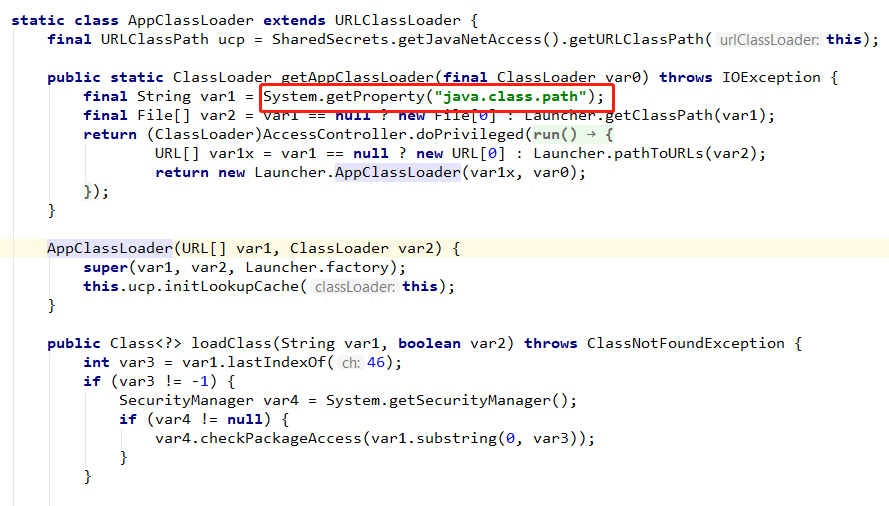 static class AppClassLoader extends URLClassLoader {
final URLClassPath ucp = SharedSecrets.getJavaNetAccess().getURLClassPath( urlClassLoader: this);
public static ClassLoader getAppClassLoader(final ClassLoader var0) throws IOException {
final String var1 = System.getProperty("java.class.path");
final File[] var2 = var1 == null ? new File[0] : Launcher.getClassPath(var1);
return (ClassLoader)AccessController.doPrivileged(run() → {
URL[] var1x = var1 == null ? new URL[0] : Launcher.pathToURLs(var2);
return new Launcher.AppClassLoader(var1x, var0);
});
}
AppClassLoader(URL[] var1, ClassLoader var2) {
super(var1, var2, Launcher.factory);
this.ucp.initLookupCache( classLoader: this);
}
public Class<?> loadClass(String var1, boolean var2) throws ClassNotFoundException {
int var3 = var1.lastIndexOf( ch: 46);
if (var3 != -1) {
SecurityManager var4 = System.getSecurityManager();
if (var4 != null) {
var4.checkPackageAccess(var1.substring(0, var3));
}
}